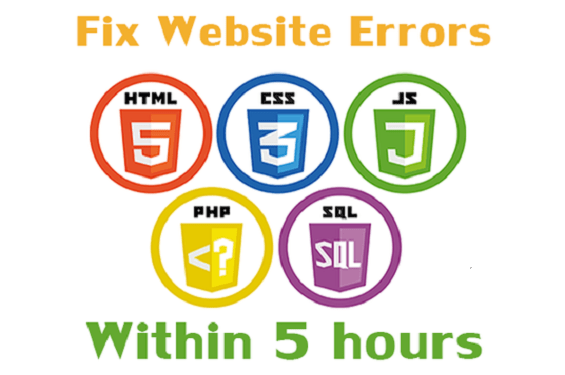 Fix Website Errors
HTML CSS JS
5 3 J
PHP SQL
<? SQL
Within 5 hours